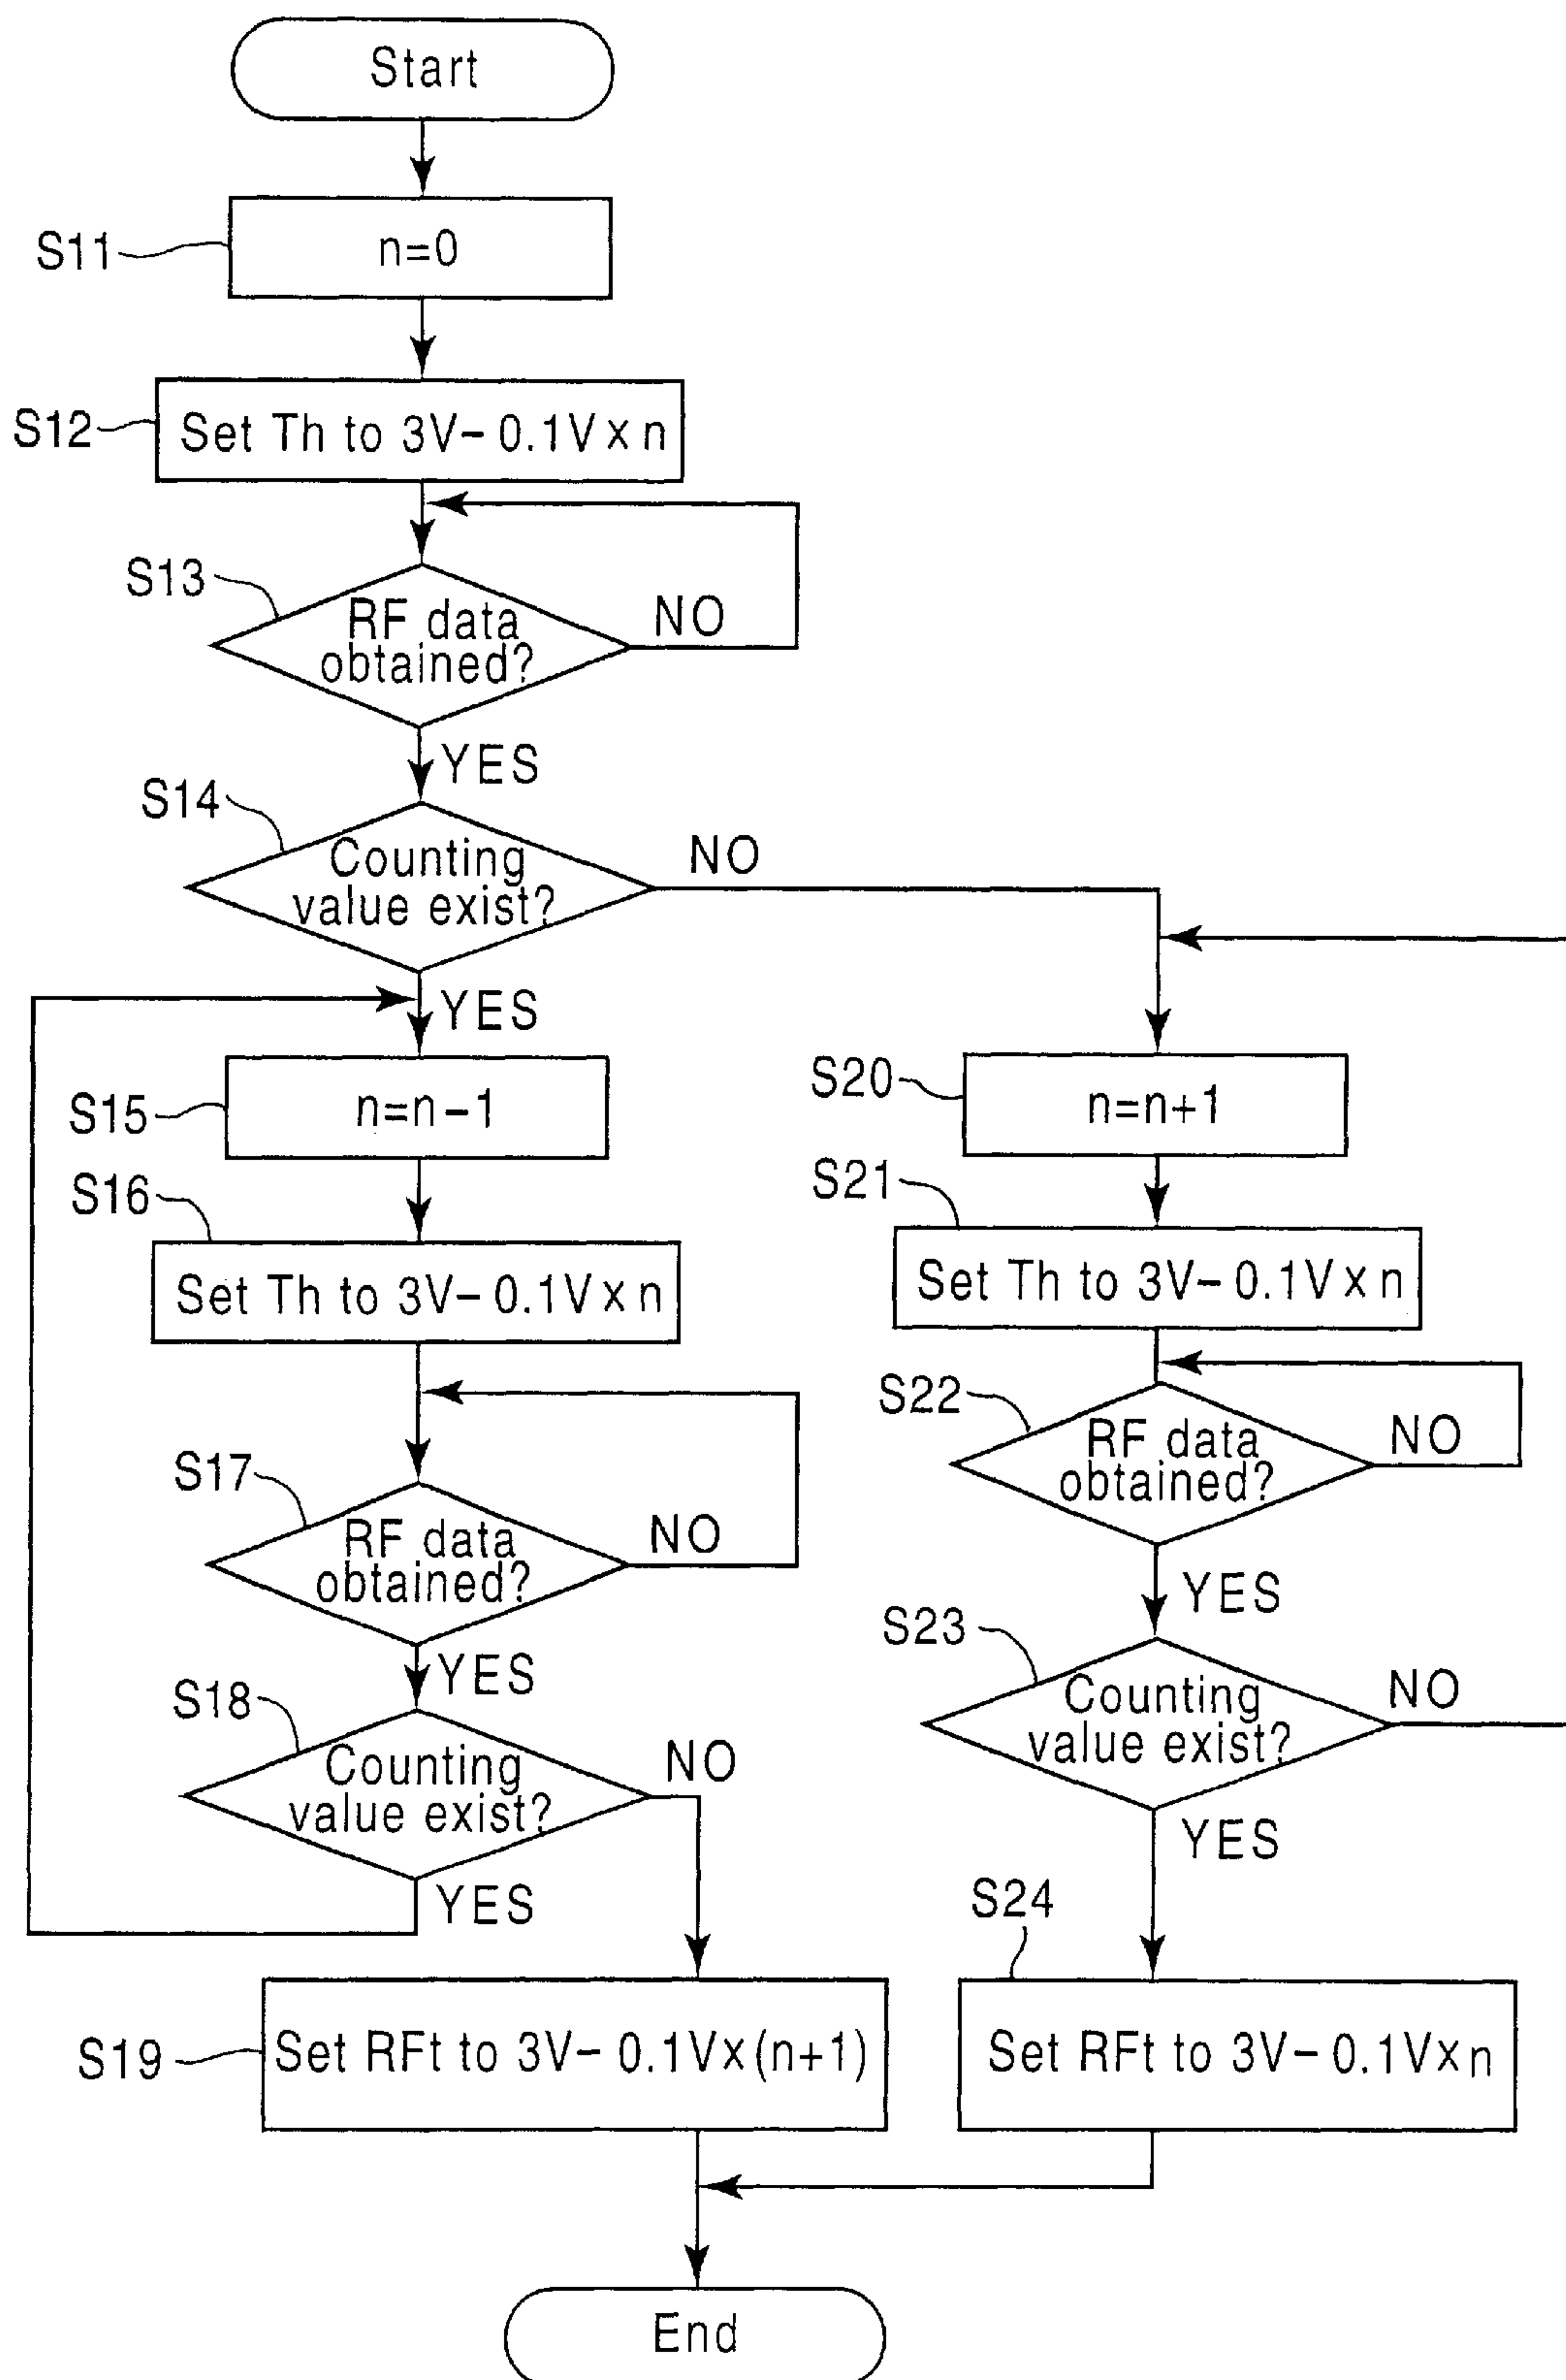 Start
S11
n=0
S12
Set Th to 3V- 0.1V×n
S13
RF data
obtained?
NO
YES
S14
Counting
value exist?
NO
YES
S15
n=n-1
S16
Set Th to 3V- 0.1V×n
S17
RF data
obtained?
NO
YES
S18
Counting
value exist?
NO
YES
S19
Set RFt to 3V- 0.1V×(n+1)
S20
n=n+1
S21
Set Th to 3V- 0.1V×n
S22
RF data
obtained?
NO
YES
S23
Counting
value exist?
NO
YES
S24
Set RFt to 3V- 0.1V×n
End